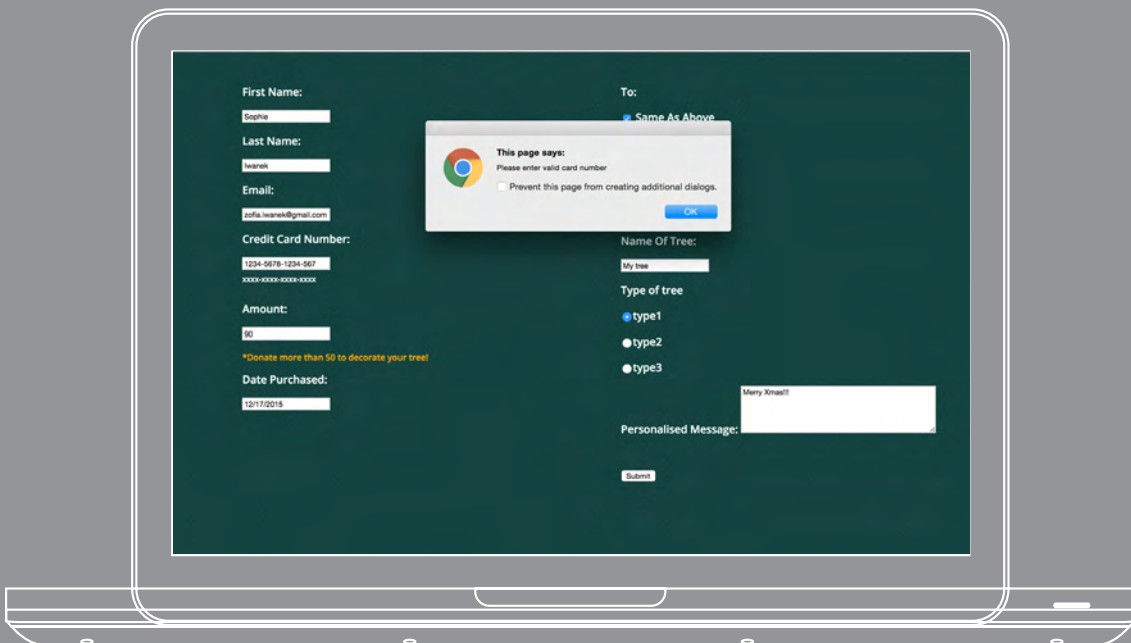 First Name:
Sophie
Last Name:
Iwanek
Email:
zofia.iwanek@gmail.com
Credit Card Number:
1234-5678-1234-567
xxxx-xxxx-xxxx-xxxx
Amount:
90
*Donate more than 50 to decorate your tree!
Date Purchased:
12/17/2015
This page says:
Please enter valid card number
Prevent this page from creating additional dialogs.
OK
To:
Same As Above
Name Of Tree:
My tree
Type of tree
type1
type2
type3
Merry Xmas!!!
Personalised Message:
Submit